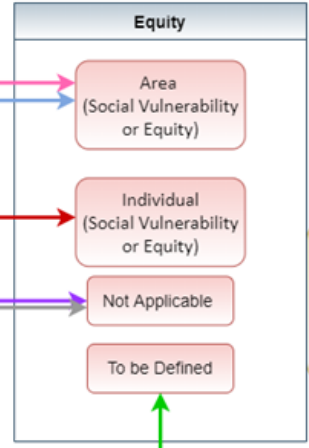 Equity
Area
(Social Vulnerability
or Equity)
Individual
(Social Vulnerability
or Equity)
Not Applicable
To be Defined